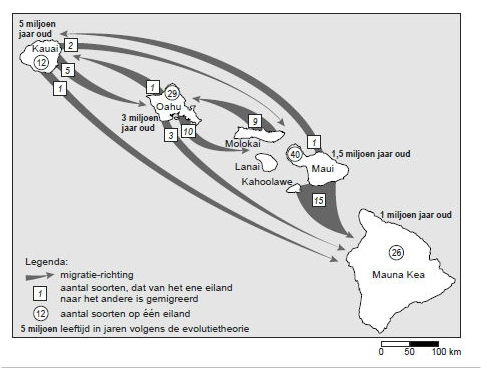 5 miljoen
jaar oud
Kauai
2
12
5
1
1
29
Oahu
3 miljoen
jaar oud
3
10
9
Molokai
Lanai
Kahoolawe
40
1
1,5 miljoen oud
Maui
15
1 miljoen jaar oud
26
Mauna Kea
Legenda:
migratie-richting
1 aantal soorten, dat van het ene eiland
naar het andere is gemigreerd
12 aantal soorten op één eiland
5 miljoen leeftijd in jaren volgens de evolutietheorie
0 50 100 km